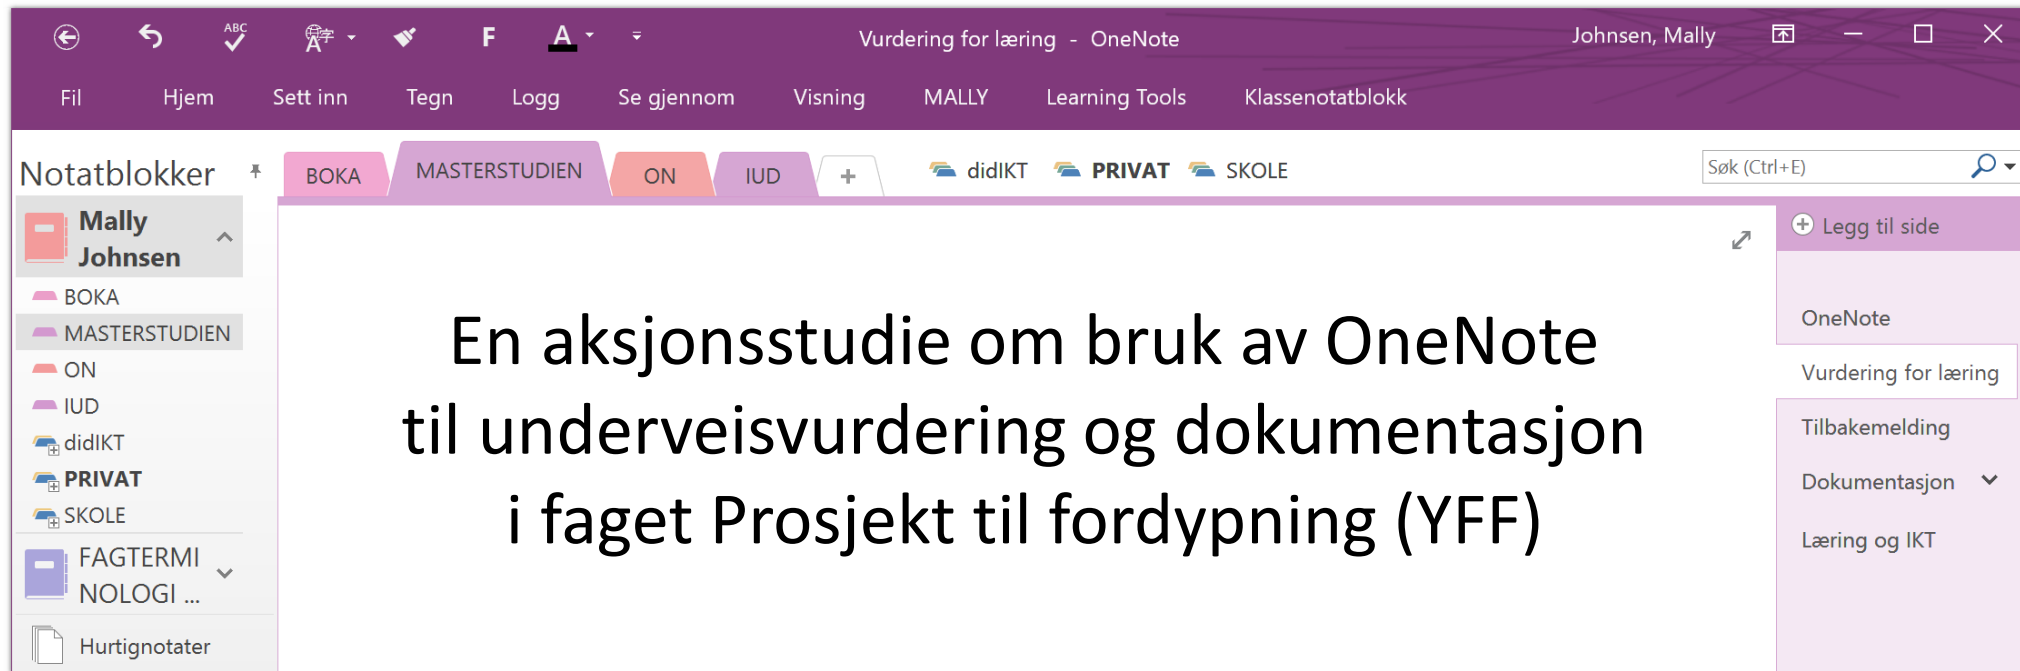 ABC
字
A
F
A
Vurdering for læring - OneNote
Johnsen, Mally
Fil
Hjem
Sett inn
Tegn
Logg
Se gjennom
Visning
MALLY
Learning Tools
Klassenotatblokk
Notatblokker
BOKA
MASTERSTUDIEN
ON
IUD
+
didIKT
PRIVAT
SKOLE
Søk (Ctrl+E)
Mally
Johnsen
BOKA
MASTERSTUDIEN
ON
IUD
didIKT
PRIVAT
SKOLE
FAGTERMI
NOLOGI ...
Hurtignotater
En aksjonsstudie om bruk av OneNote
til underveisvurdering og dokumentasjon
i faget Prosjekt til fordypning (YFF)
Legg til side
OneNote
Vurdering for læring
Tilbakemelding
Dokumentasjon
Læring og IKT